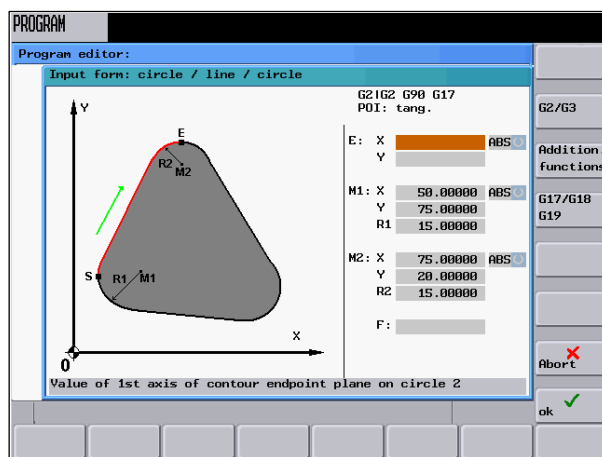 PROGRAM
Program editor:
Input form: circle / line / circle
G2|G2 G90 G17
POI: tang.
Y
E
R2
M2
S
R1
M1
X
0
E: X ABS
Y
M1: X 50.00000 ABS
Y 75.00000
R1 15.00000
M2: X 75.00000 ABS
Y 20.00000
R2 15.00000
F:
Value of 1st axis of contour endpoint plane on circle 2
G2/G3
Addition.
functions
G17/G18
G19
Abort
ok